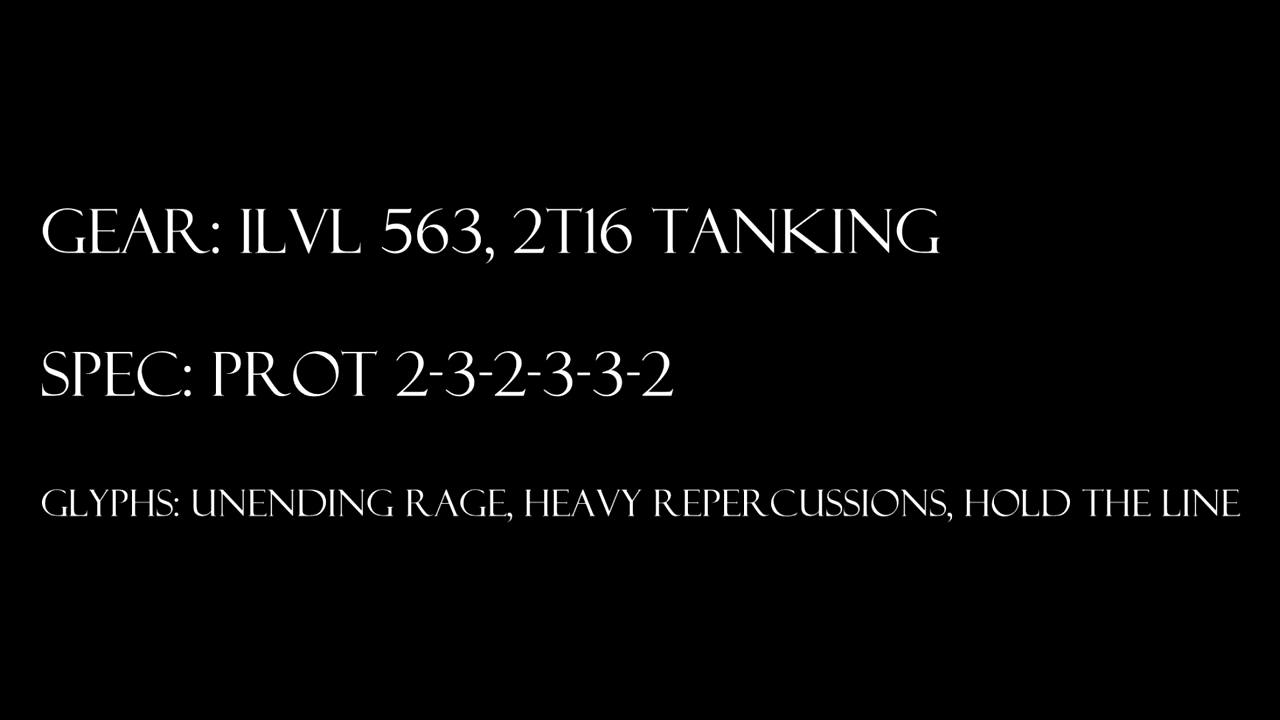 GEAR: ILVL 563, 2T16 TANKING
SPEC: PROT 2-3-2-3-3-2
GLYPHS: UNENDING RAGE, HEAVY REPERCUSSIONS, HOLD THE LINE